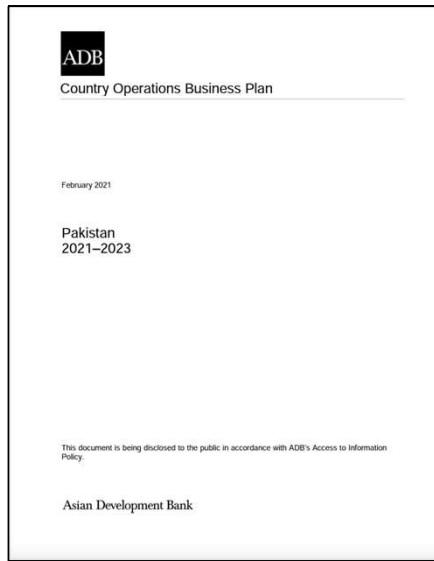 ADB
Country Operations Business Plan
February 2021
Pakistan
2021–2023
This document is being disclosed to the public in accordance with ADB's Access to Information
Policy.
Asian Development Bank